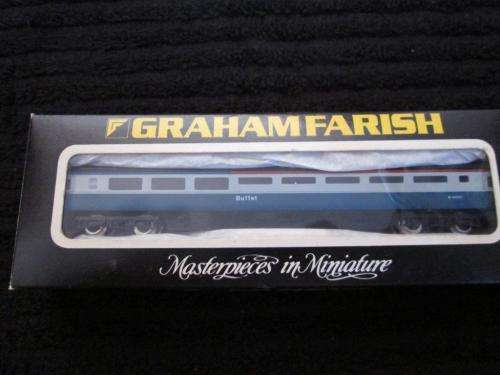 GRAHAM FARISH
Buffet
Masterpieces in Miniature